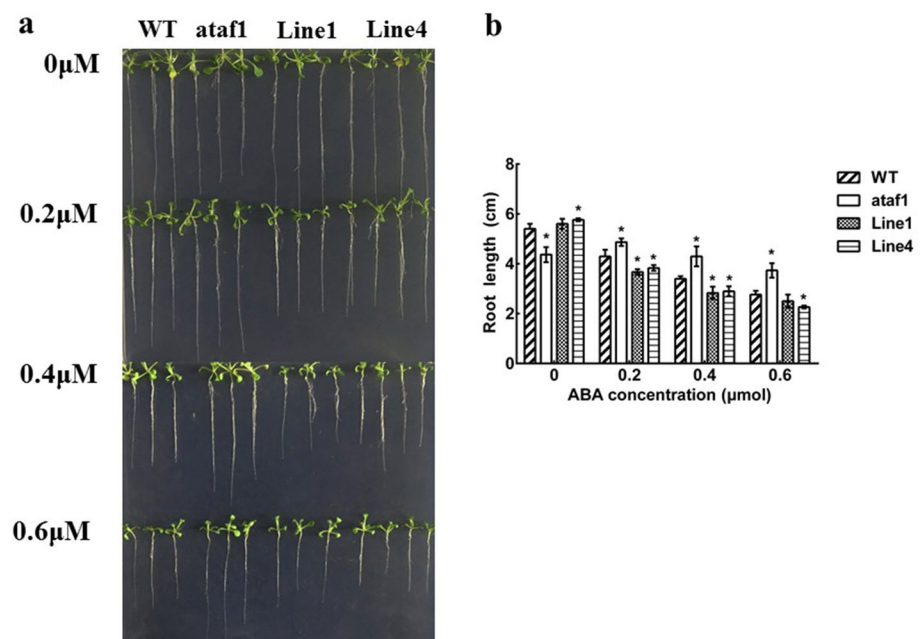 a
WT ataf1 Line1 Line4
0μM
0.2μM
0.4μM
0.6μM
b
8
6
4
2
0
Root length (cm)
* * * * * * * * * *
0 0.2 0.4 0.6
ABA concentration (μmol)
WT
ataf1
Line1
Line4